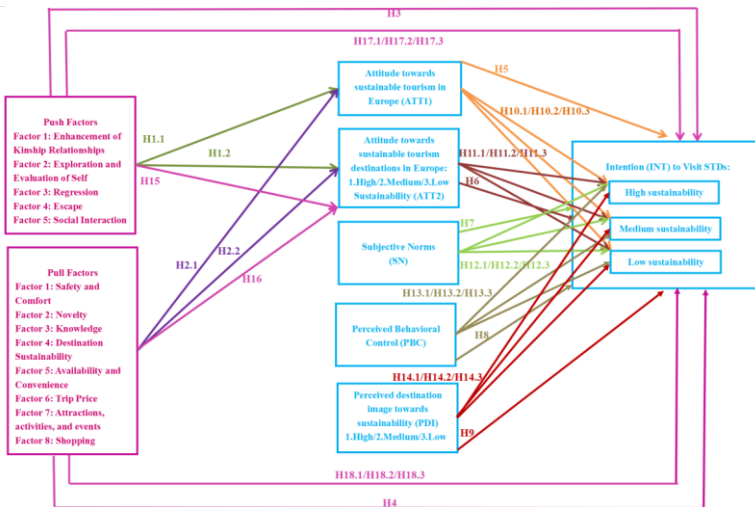 H3
H17.1/H17.2/H17.3
Push Factors
Factor 1: Enhancement of
Kinship Relationships
Factor 2: Exploration and
Evaluation of Self
Factor 3: Regression
Factor 4: Escape
Factor 5: Social Interaction
Pull Factors
Factor 1: Safety and
Comfort
Factor 2: Novelty
Factor 3: Knowledge
Factor 4: Destination
Sustainability
Factor 5: Availability and
Convenience
Factor 6: Trip Price
Factor 7: Attractions,
activities, and events
Factor 8: Shopping
H1.1
H1.2
H15
H2.1
H2.2
H16
Attitude towards
sustainable tourism in
Europe (ATT1)
Attitude towards
sustainable tourism
destinations in Europe:
1.High/2.Medium/3.Low
Sustainability (ATT2)
Subjective Norms
(SN)
Perceived Behavioral
Control (PBC)
Perceived destination
image towards
sustainability (PDI)
1.High/2.Medium/3.Low
H5
H10.1/H10.2/H10.3
H11.1/H11.2/H11.3
H6
H7
H12.1/H12.2/H12.3
H13.1/H13.2/H13.3
H8
H14.1/H14.2/H14.3
H9
Intention (INT) to Visit STDs:
High sustainability
Medium sustainability
Low sustainability
H18.1/H18.2/H18.3
H4